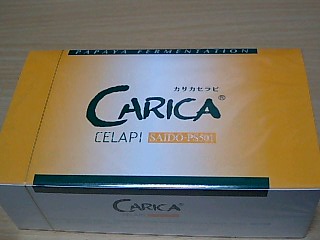 PAPAYA FERMENTATION
カリカセラピ
CARICA®
CELAPI SAIDO-PS501
CARICA